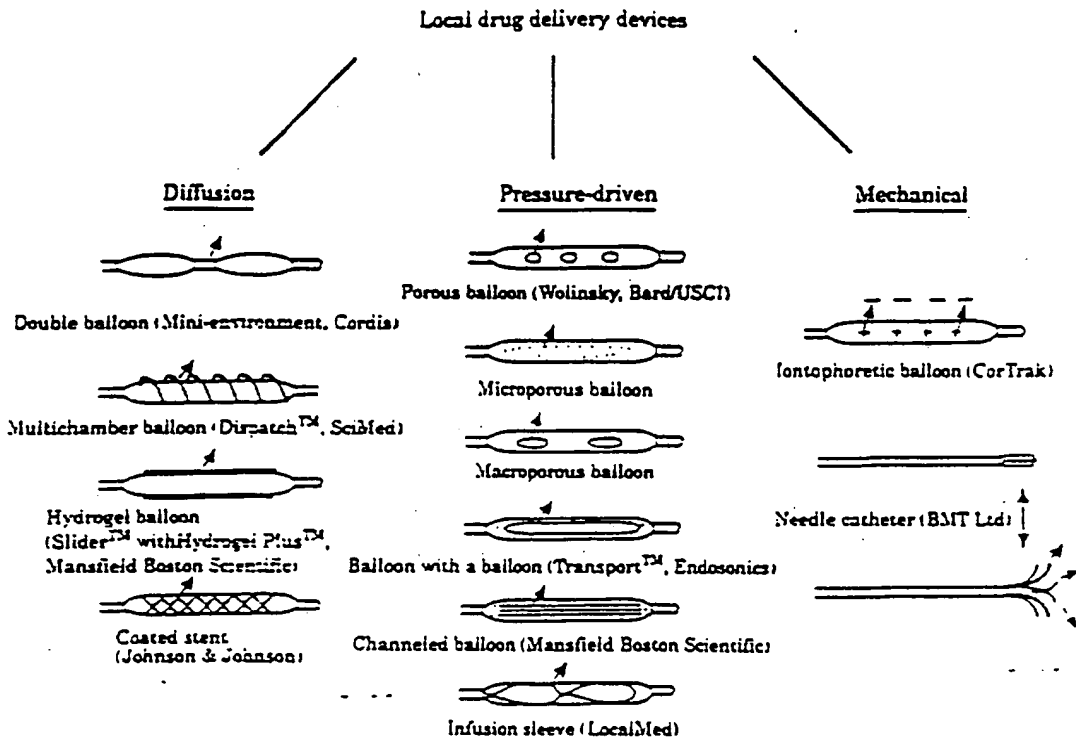 Local drug delivery devices
Diffusion
Double balloon (Mini-environment, Cordis)
Multichamber balloon (Dispatch™, SciMed)
Hydrogel balloon
(Slider™ with Hydrogel Plus™,
Mansfield Boston Scientific)
Coated stent
(Johnson & Johnson)
Pressure-driven
Porous balloon (Wolinsky, Bard/USCI)
Microporous balloon
Macroporous balloon
Balloon with a balloon (Transport™, Endosonics)
Channeled balloon (Mansfield Boston Scientific)
Infusion sleeve (LocalMed)
Mechanical
Iontophoretic balloon (CorTrak)
Needle catheter (BMT Ltd)